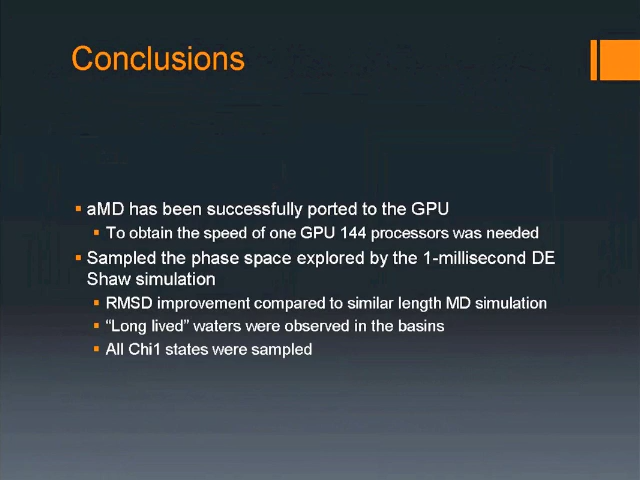 Conclusions
aMD has been successfully ported to the GPU
To obtain the speed of one GPU 144 processors was needed
Sampled the phase space explored by the 1-millisecond DE
Shaw simulation
RMSD improvement compared to similar length MD simulation
“Long lived” waters were observed in the basins
All Chi1 states were sampled